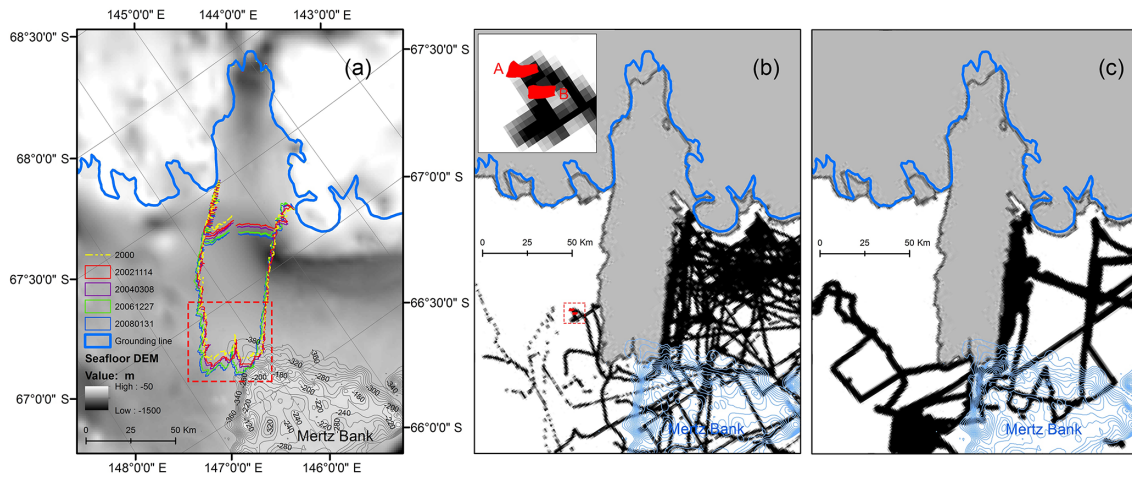 145°0'0" E
144°0'0" E
143°0'0" E
68°30'0" S
68°0'0" S
67°30'0" S
67°0'0" S
(a)
2000
20021114
20040308
20061227
20080131
Grounding line
Seafloor DEM
Value: m
High : -50
Low : -1500
0 25 50 Km
Mertz Bank
148°0'0" E
147°0'0" E
146°0'0" E
67°30'0" S
67°0'0" S
66°30'0" S
66°0'0" S
A
B
(b)
0 25 50 Km
Mertz Bank
(c)
0 25 50 Km
Mertz Bank